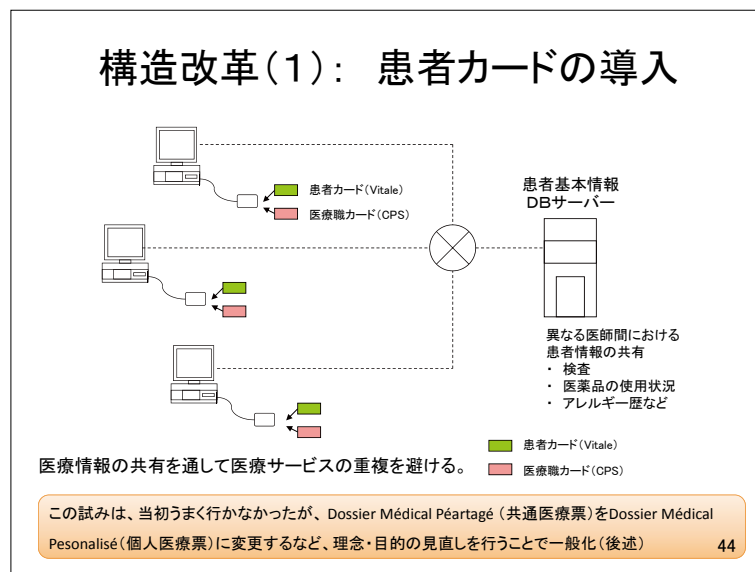 構造改革（１）： 患者カードの導入
患者カード（Vitale）
医療職カード（CPS）
患者基本情報
ＤＢサーバー
異なる医師間における
患者情報の共有
・ 検査
・ 医薬品の使用状況
・ アレルギー歴など
患者カード（Vitale）
医療職カード（CPS）
医療情報の共有を通して医療サービスの重複を避ける。
この試みは、当初うまく行かなかったが、 Dossier Médical Péartagé （共通医療票）をDossier Médical
Pesonalisé（個人医療票）に変更するなど、理念・目的の見直しを行うことで一般化（後述）
44